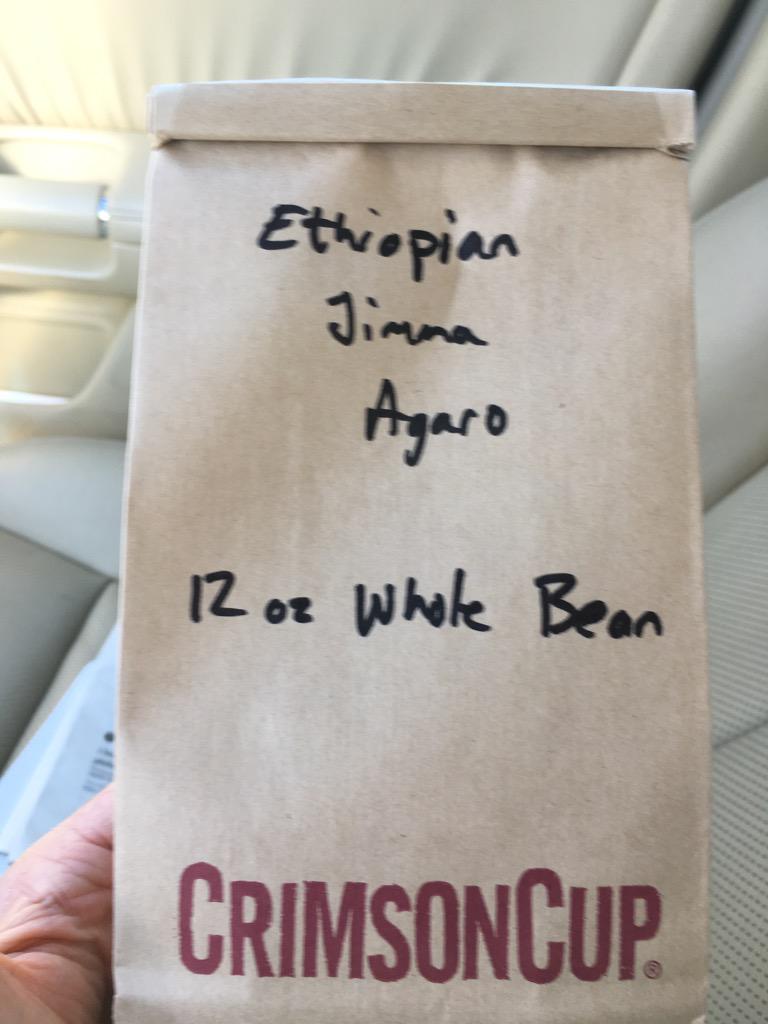 Ethiopian
Jimma
Agaro
12 oz Whole Bean
CRIMSONCUP®